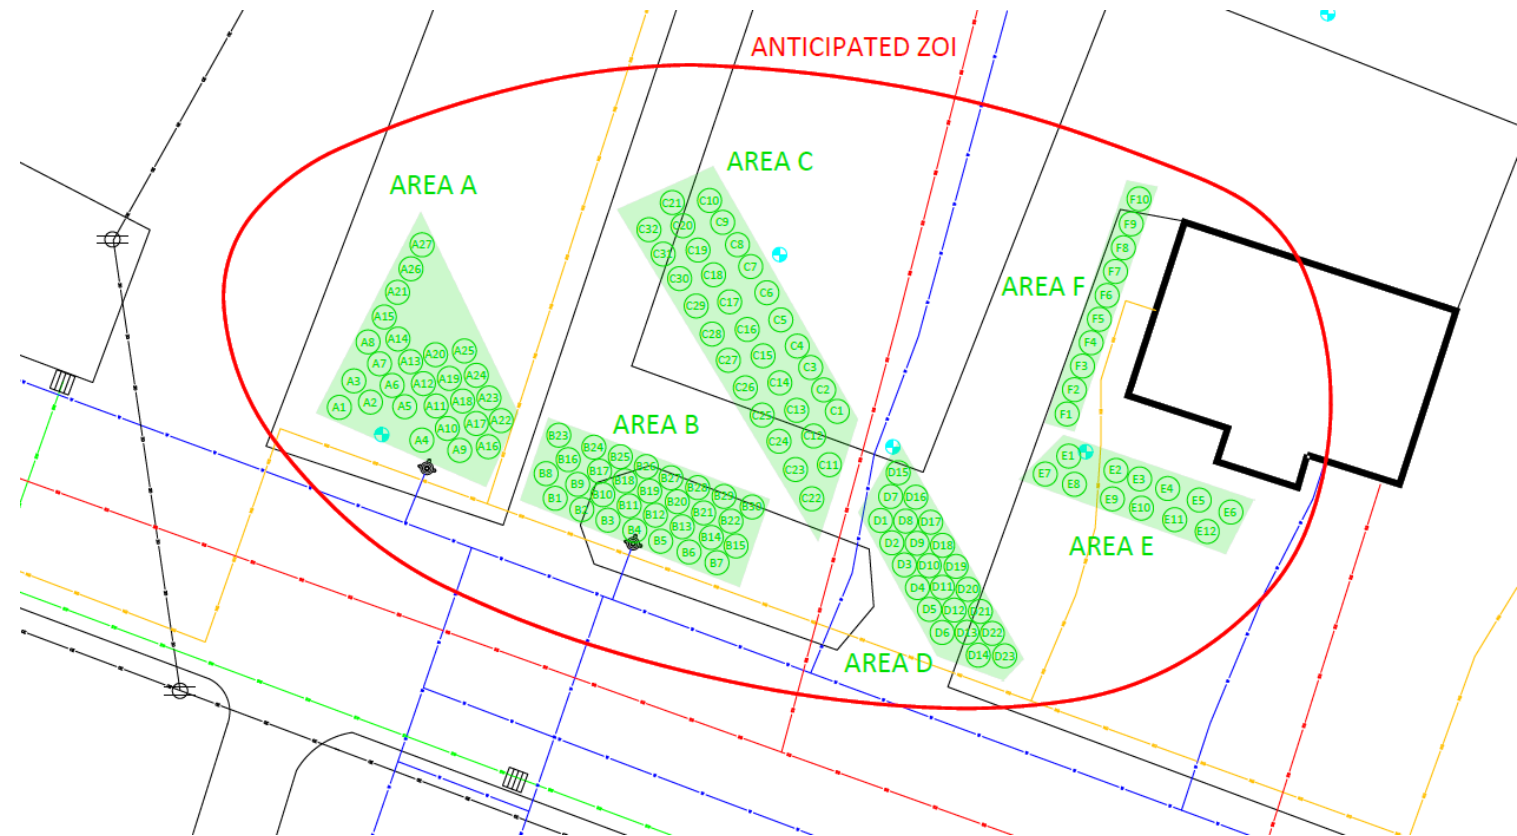 ANTICIPATED ZOI
AREA A
A27
A26
A21
A15
A8 A14
A7 A13 A20 A25
A3 A6 A12 A19 A24
A1 A2 A5 A11 A18 A23
A4 A10 A17 A22
A9 A16
AREA B
B23 B24 B25 B26 B27 B28 B29 B30
B16 B17 B18 B19 B20 B21 B22
B8 B9 B10 B11 B12 B13 B14 B15
B1 B2 B3 B4 B5 B6 B7
AREA C
C21 C10
C32 C20 C9
C31 C19 C8
C30 C18 C7
C29 C17 C6
C28 C16 C5
C27 C15 C4
C26 C14 C3
C25 C13 C2
C24 C12 C1
C23 C11
C22
AREA D
D15
D7 D16
D1 D8 D17
D2 D9 D18
D3 D10 D19
D4 D11 D20
D5 D12 D21
D6 D13 D22
D14 D23
AREA F
F10
F9
F8
F7
F6
F5
F4
F3
F2
F1
E1 E2 E3 E4 E5 E6
E7 E8 E9 E10 E11 E12
AREA E